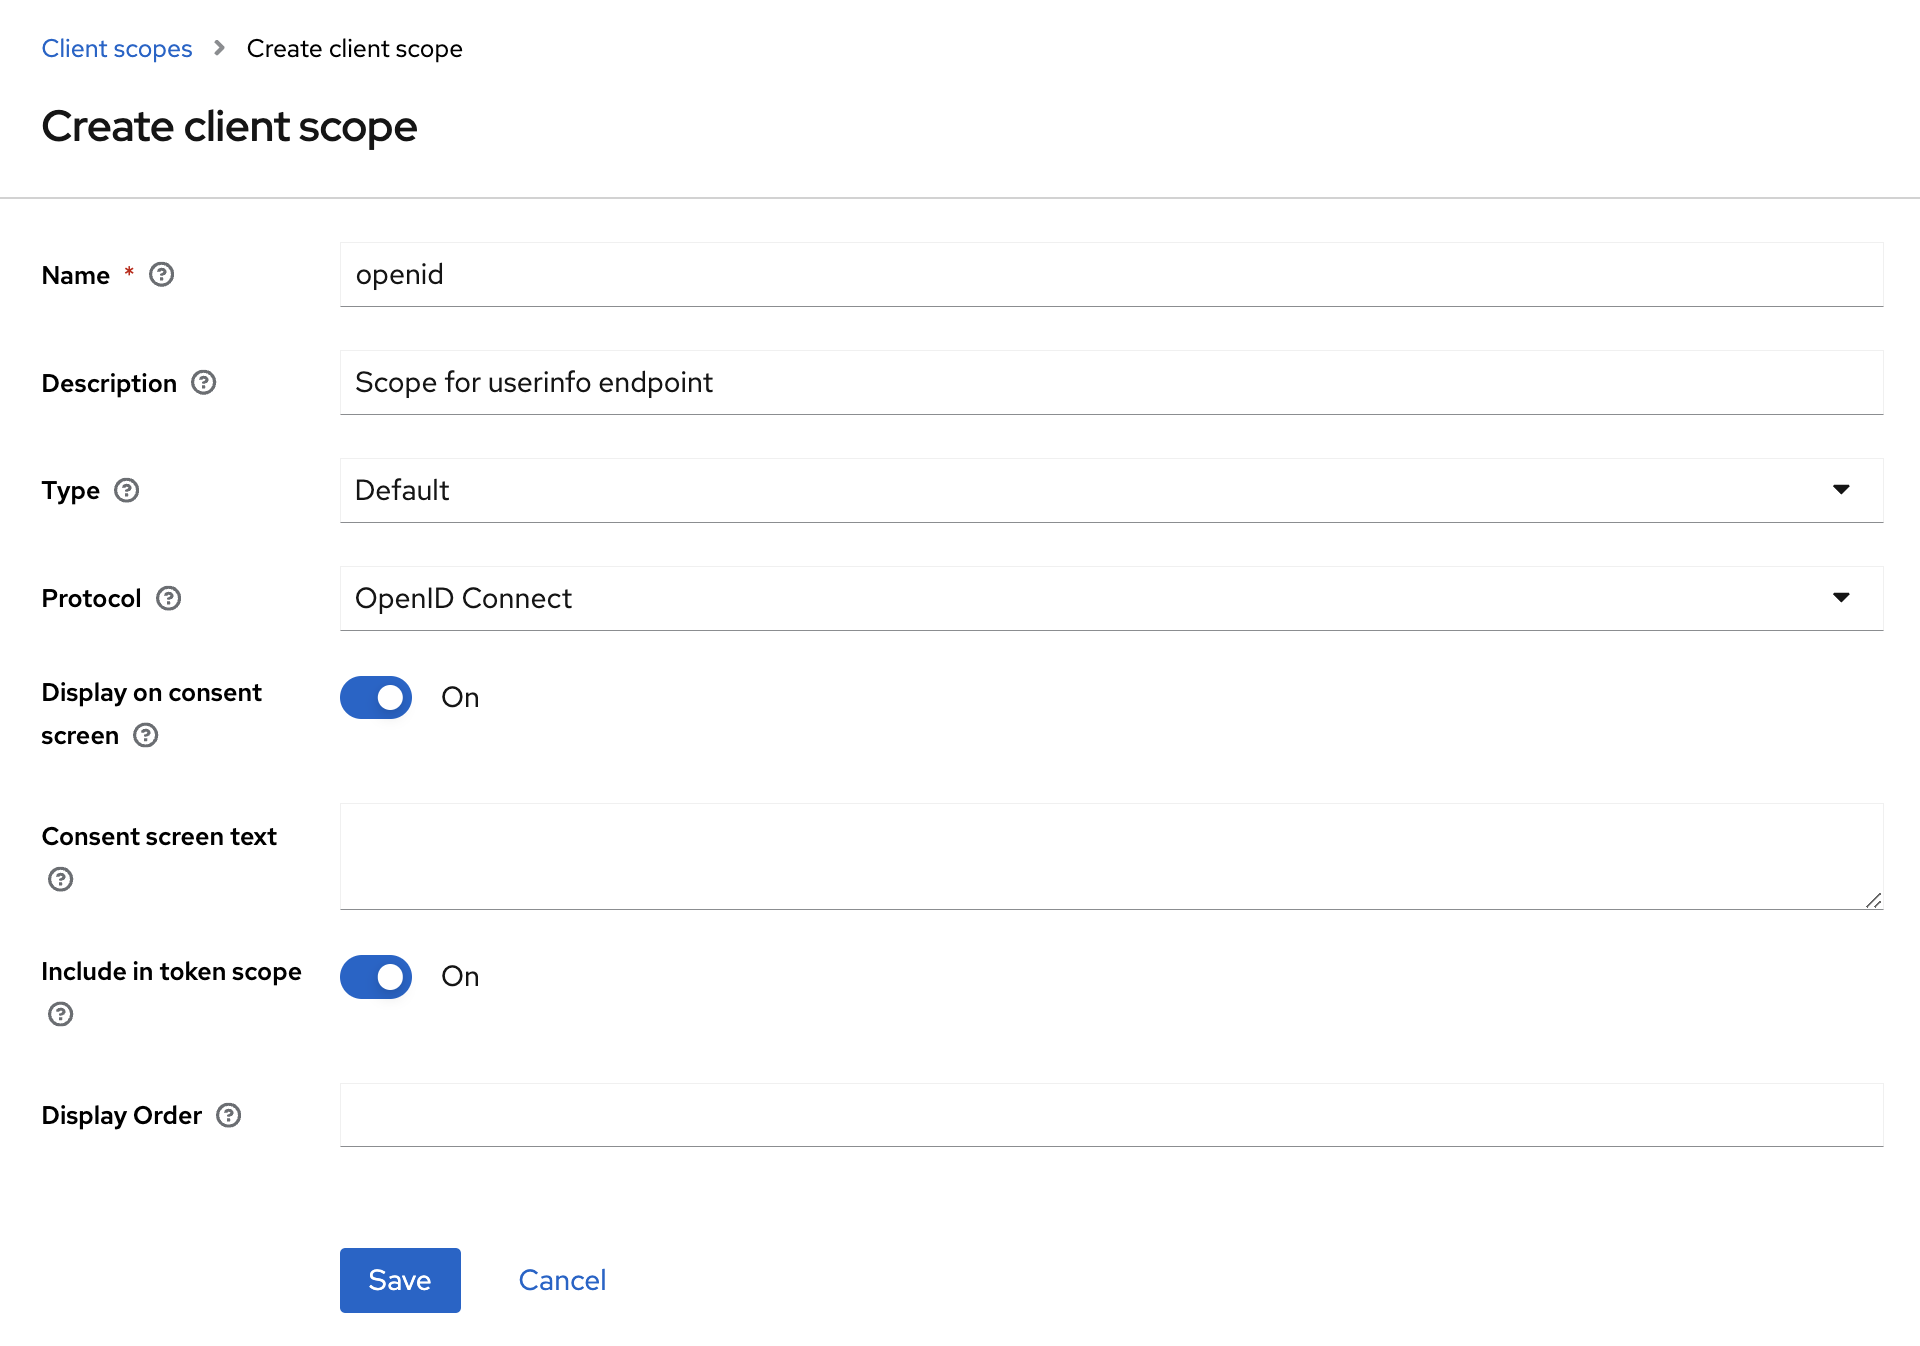 Client scopes > Create client scope
Create client scope
Name * openid
Description Scope for userinfo endpoint
Type Default
Protocol OpenID Connect
Display on consent
screen
On
Consent screen text
Include in token scope On
Display Order
Save Cancel